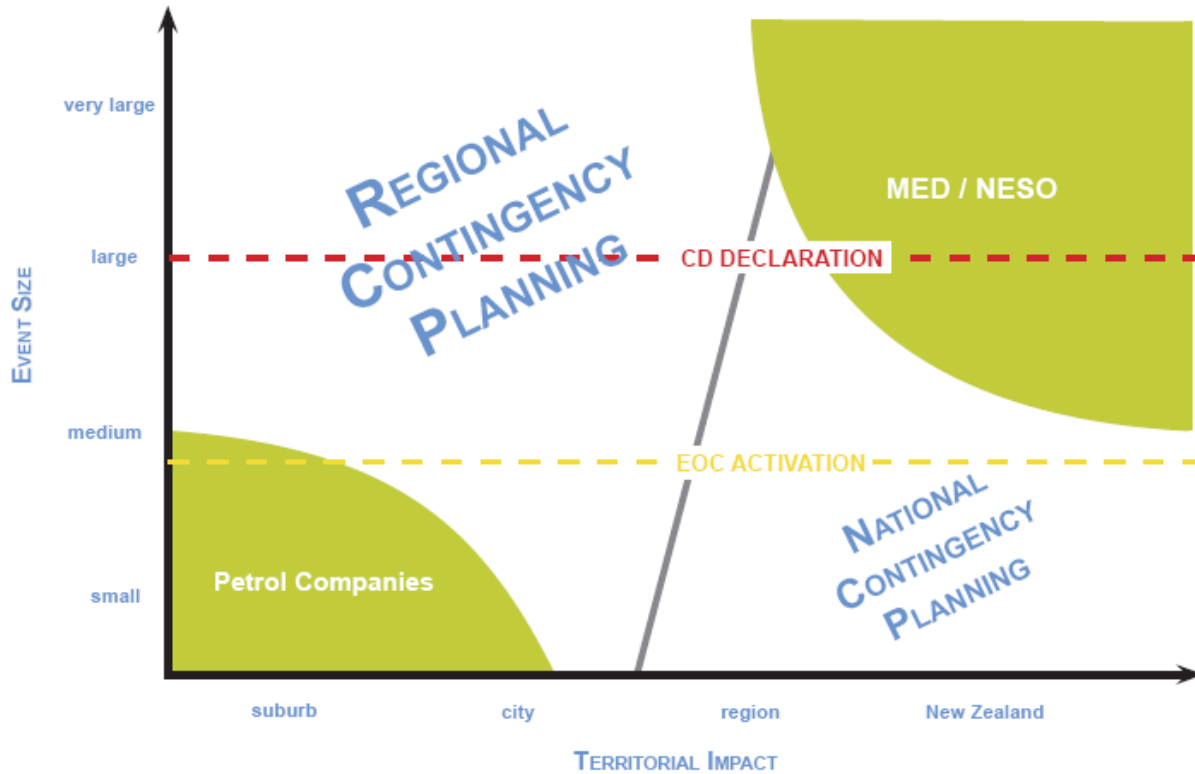 very large
REGIONAL
CONTINGENCY
PLANNING
MED / NESO
large
CD DECLARATION
EVENT SIZE
medium
EOC ACTIVATION
NATIONAL
CONTINGENCY
PLANNING
Petrol Companies
small
suburb
city
region
New Zealand
TERRITORIAL IMPACT